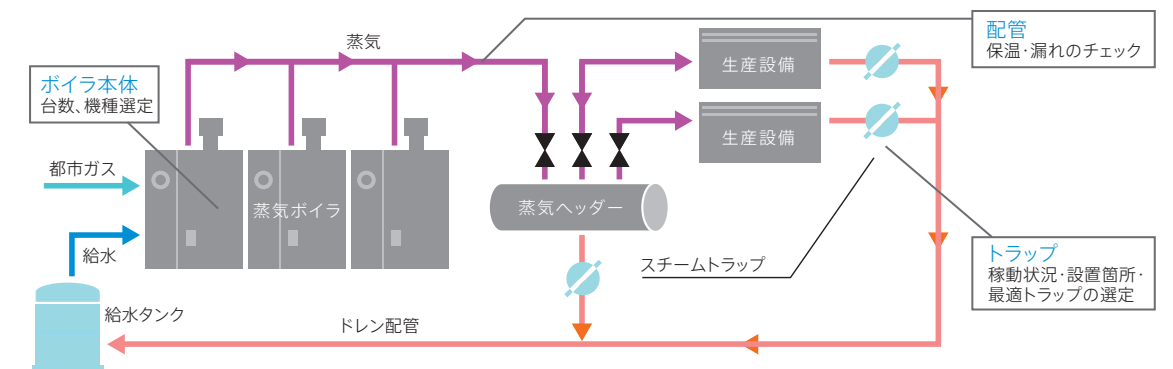 蒸気
配管
保温･漏れのチェック
生産設備
ボイラ本体
台数、機種選定
生産設備
都市ガス
蒸気ボイラ
蒸気ヘッダー
給水
スチームトラップ
トラップ
稼動状況･設置箇所･
最適トラップの選定
給水タンク
ドレン配管